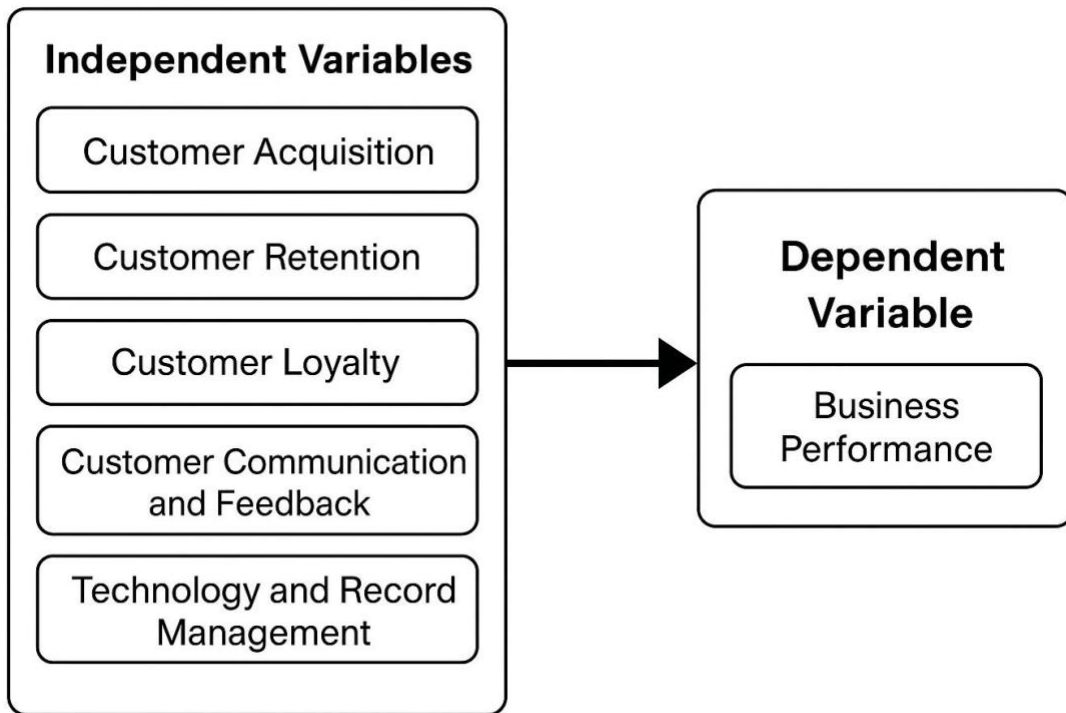 Independent Variables
Customer Acquisition
Customer Retention
Customer Loyalty
Customer Communication
and Feedback
Technology and Record
Management
Dependent
Variable
Business
Performance